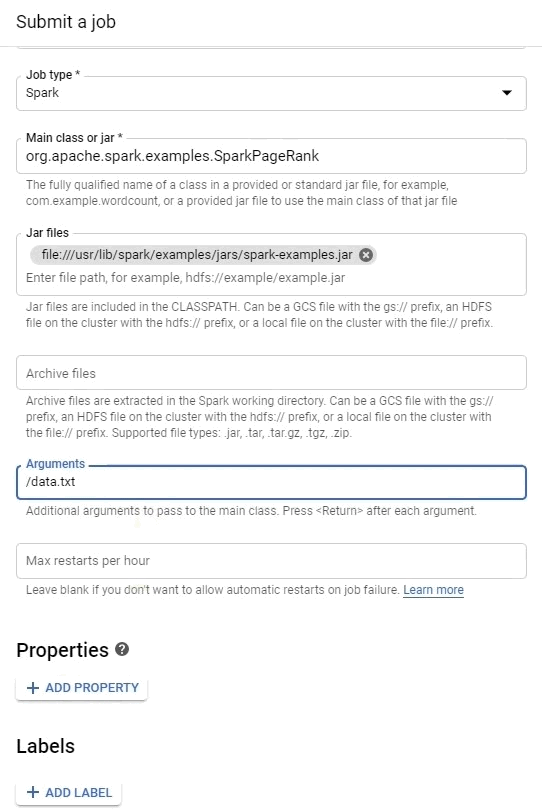 Submit a job
Job type *
Spark
Main class or jar *
org.apache.spark.examples.SparkPageRank
The fully qualified name of a class in a provided or standard jar file, for example,
com.example.wordcount, or a provided jar file to use the main class of that jar file
Jar files
file:///usr/lib/spark/examples/jars/spark-examples.jar
Enter file path, for example, hdfs://example/example.jar
Jar files are included in the CLASSPATH. Can be a GCS file with the gs:// prefix, an HDFS
file on the cluster with the hdfs:// prefix, or a local file on the cluster with the file:// prefix.
Archive files
Archive files are extracted in the Spark working directory. Can be a GCS file with the gs://
prefix, an HDFS file on the cluster with the hdfs:// prefix, or a local file on the cluster with
the file:// prefix. Supported file types: .jar, .tar, .tar.gz, .tgz, .zip.
Arguments
/data.txt
Additional arguments to pass to the main class. Press <Return> after each argument.
Max restarts per hour
Leave blank if you don't want to allow automatic restarts on job failure. Learn more
Properties
ADD PROPERTY
Labels
ADD LABEL